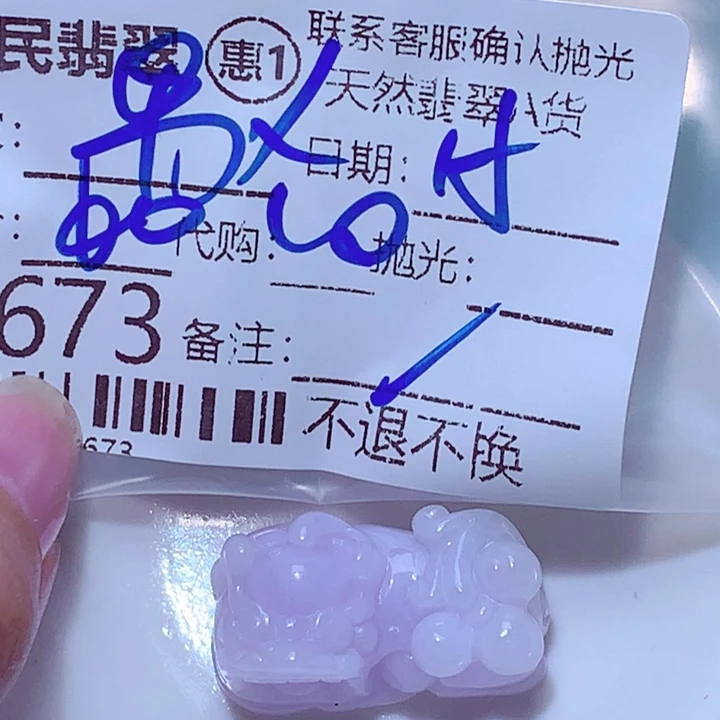 民翡翠 惠1 联系客服确认抛光
天然翡翠A货
日期:
代购: 抛光:
673 备注:
不退不换
673